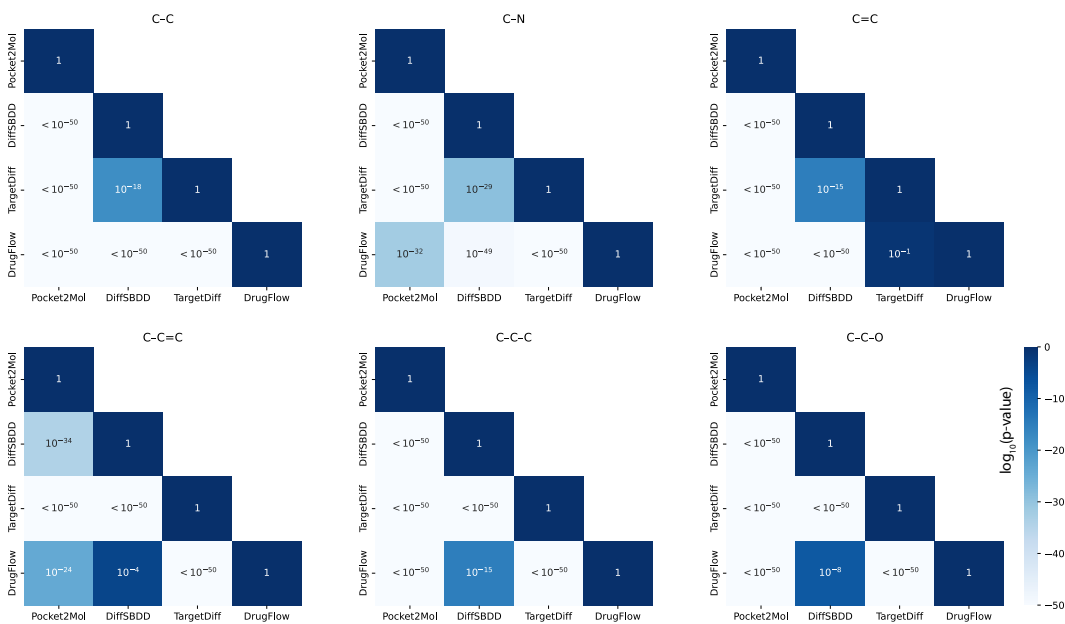 C–C
C–N
C=C
Pocket2Mol
1
Pocket2Mol
1
Pocket2Mol
1
DiffSBDD
< 10⁻⁵⁰
1
DiffSBDD
< 10⁻⁵⁰
1
DiffSBDD
< 10⁻⁵⁰
1
TargetDiff
< 10⁻⁵⁰
10⁻¹⁸
1
TargetDiff
< 10⁻⁵⁰
10⁻²⁹
1
TargetDiff
< 10⁻⁵⁰
10⁻¹⁵
1
DrugFlow
< 10⁻⁵⁰
< 10⁻⁵⁰
< 10⁻⁵⁰
1
DrugFlow
10⁻³²
10⁻⁴⁹
< 10⁻⁵⁰
1
DrugFlow
< 10⁻⁵⁰
< 10⁻⁵⁰
10⁻¹
1
Pocket2Mol
DiffSBDD
TargetDiff
DrugFlow
Pocket2Mol
DiffSBDD
TargetDiff
DrugFlow
Pocket2Mol
DiffSBDD
TargetDiff
DrugFlow
C–C=C
C–C–C
C–C–O
Pocket2Mol
1
Pocket2Mol
1
Pocket2Mol
1
DiffSBDD
10⁻³⁴
1
DiffSBDD
< 10⁻⁵⁰
1
DiffSBDD
< 10⁻⁵⁰
1
TargetDiff
< 10⁻⁵⁰
< 10⁻⁵⁰
1
TargetDiff
< 10⁻⁵⁰
< 10⁻⁵⁰
1
TargetDiff
< 10⁻⁵⁰
< 10⁻⁵⁰
1
DrugFlow
10⁻²⁴
10⁻⁴
< 10⁻⁵⁰
1
DrugFlow
< 10⁻⁵⁰
10⁻¹⁵
< 10⁻⁵⁰
1
DrugFlow
< 10⁻⁵⁰
10⁻⁸
< 10⁻⁵⁰
1
Pocket2Mol
DiffSBDD
TargetDiff
DrugFlow
Pocket2Mol
DiffSBDD
TargetDiff
DrugFlow
Pocket2Mol
DiffSBDD
TargetDiff
DrugFlow
log₁₀(p-value)
0
−10
−20
−30
−40
−50